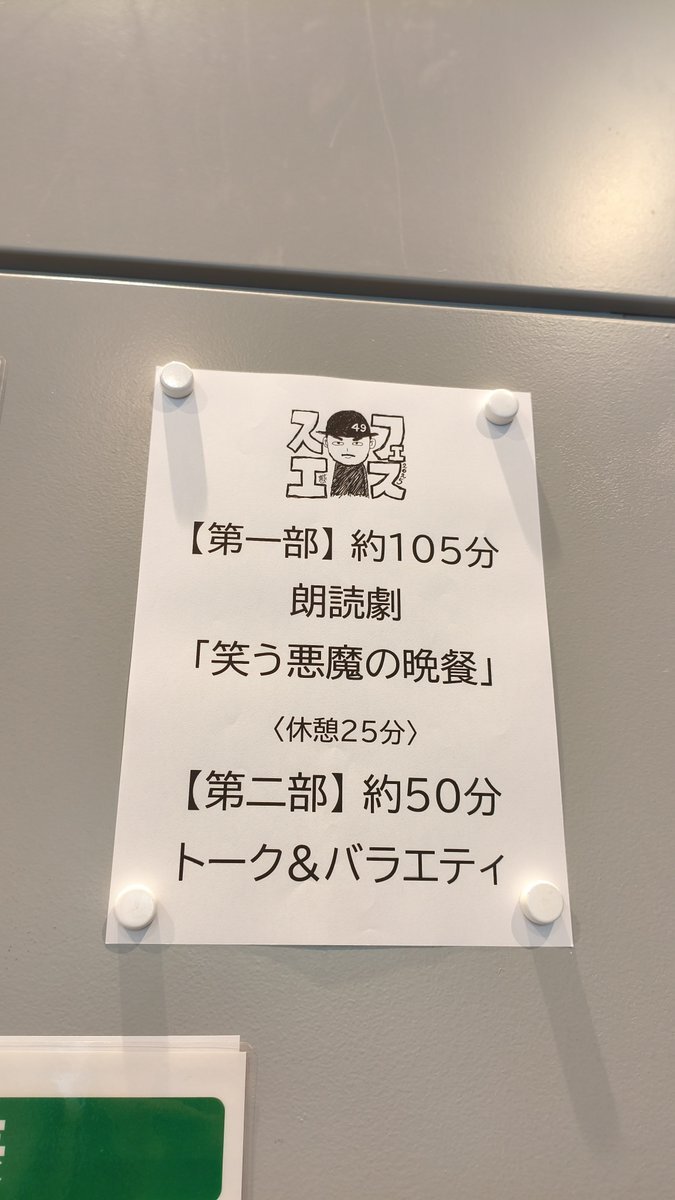 スエフェス
49
【第一部】約105分
朗読劇
「笑う悪魔の晩餐」
〈休憩25分〉
【第二部】約50分
トーク&バラエティ